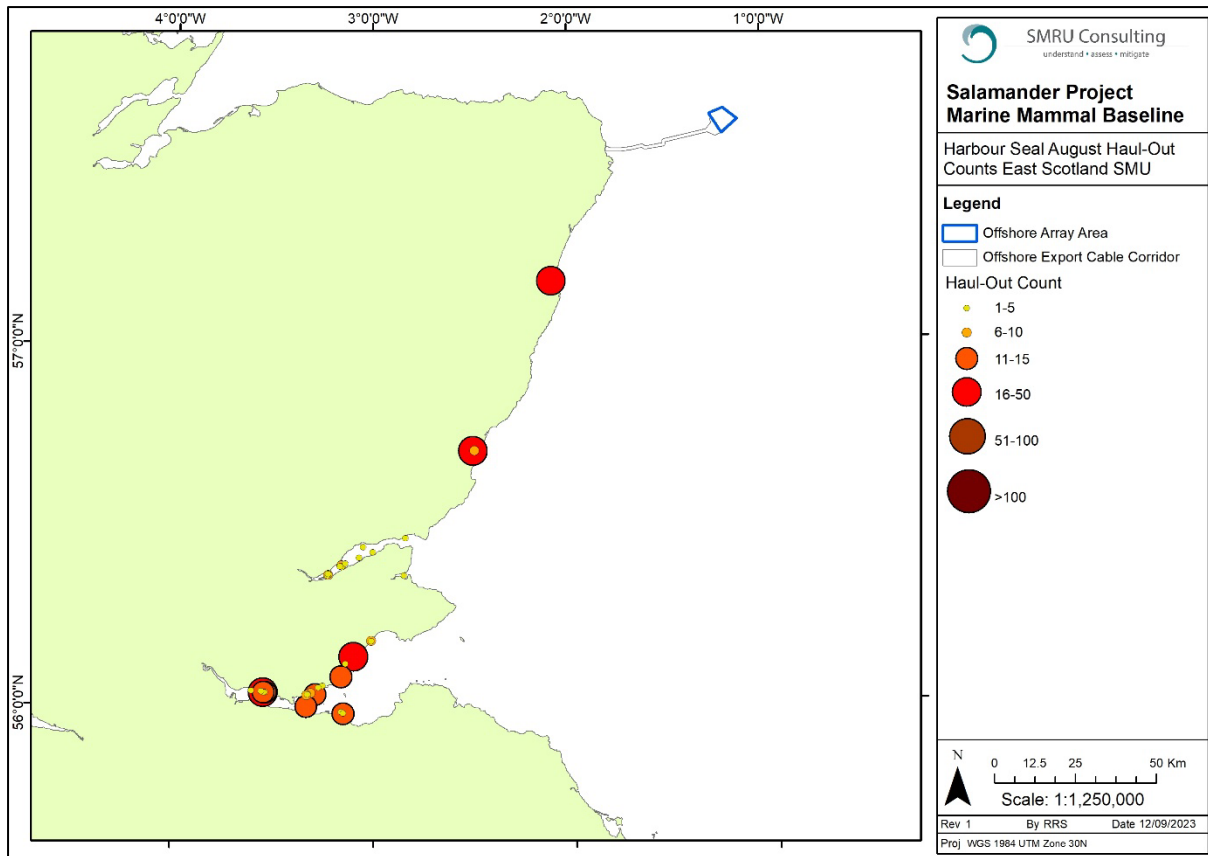 4°0'0"W 3°0'0"W 2°0'0"W 1°0'0"W
57°0'0"N
56°0'0"N
SMRU Consulting
understand • assess • mitigate
Salamander Project
Marine Mammal Baseline
Harbour Seal August Haul-Out
Counts East Scotland SMU
Legend
Offshore Array Area
Offshore Export Cable Corridor
Haul-Out Count
1-5
6-10
11-15
16-50
51-100
>100
N
0 12.5 25 50 Km
Scale: 1:1,250,000
Rev 1 By RRS Date 12/09/2023
Proj WGS 1984 UTM Zone 30N